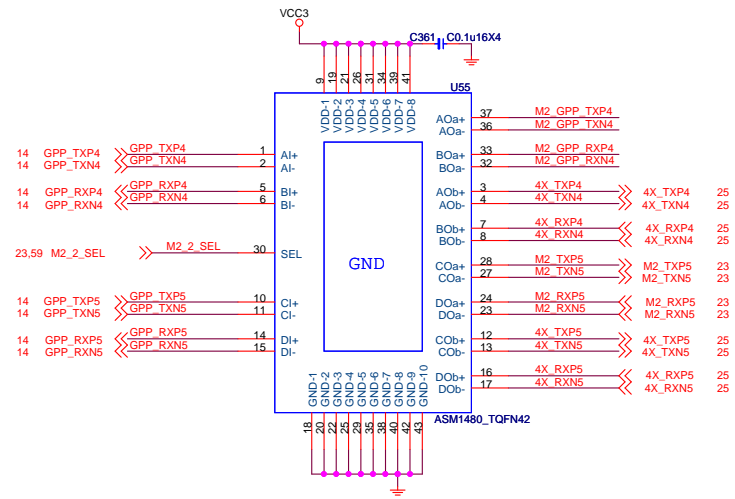 VCC3
C361 C0.1u16X4
9 19 21 26 31 34 39 41
U55
VDD-1 VDD-2 VDD-3 VDD-4 VDD-5 VDD-6 VDD-7 VDD-8
AOa+ 37 M2_GPP_TXP4
AOa- 36 M2_GPP_TXN4
14 GPP_TXP4 GPP_TXP4 1 AI+
14 GPP_TXN4 GPP_TXN4 2 AI-
BOa+ 33 M2_GPP_RXP4
BOa- 32 M2_GPP_RXN4
14 GPP_RXP4 GPP_RXP4 5 BI+
14 GPP_RXN4 GPP_RXN4 6 BI-
AOb+ 3 4X_TXP4 4X_TXP4 25
AOb- 4 4X_TXN4 4X_TXN4 25
BOb+ 7 4X_RXP4 4X_RXP4 25
BOb- 8 4X_RXN4 4X_RXN4 25
23,59 M2_2_SEL M2_2_SEL 30 SEL
GND
COa+ 28 M2_TXP5 M2_TXP5 23
COa- 27 M2_TXN5 M2_TXN5 23
14 GPP_TXP5 GPP_TXP5 10 CI+
14 GPP_TXN5 GPP_TXN5 11 CI-
DOa+ 24 M2_RXP5 M2_RXP5 23
DOa- 23 M2_RXN5 M2_RXN5 23
14 GPP_RXP5 GPP_RXP5 14 DI+
14 GPP_RXN5 GPP_RXN5 15 DI-
COb+ 12 4X_TXP5 4X_TXP5 25
COb- 13 4X_TXN5 4X_TXN5 25
DOb+ 16 4X_RXP5 4X_RXP5 25
DOb- 17 4X_RXN5 4X_RXN5 25
GND-1 GND-2 GND-3 GND-4 GND-5 GND-6 GND-7 GND-8 GND-9 GND-10
ASM1480_TQFN42
18 20 22 25 29 35 38 40 42 43